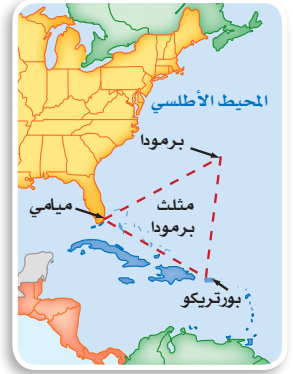 المحيط الأطلسي
برمودا
مثلث
برمودا
ميامي
بورتريكو